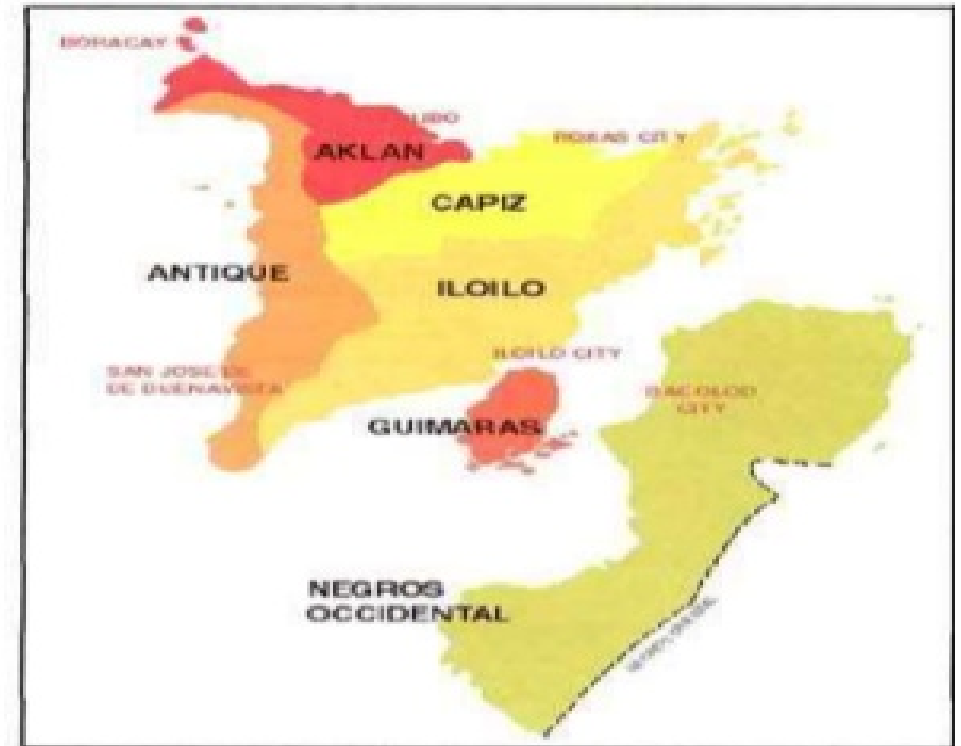 BORACAY
LIBO
AKLAN
ROXAS CITY
CAPIZ
ANTIQUE
ILOILO
ILOILO CITY
SAN JOSE DE
DE BUENAVISTA
BACOLOD
CITY
GUIMARAS
NEGROS
OCCIDENTAL